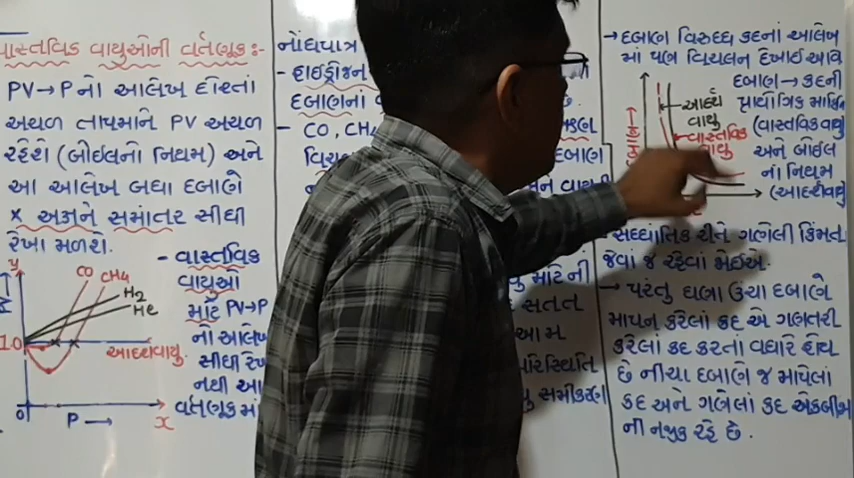 વાસ્તવિક વાયુઓની વર્તણૂક:-
PV→P નો આલેખ દોરતાં
અચળ તાપમાને PV અચળ
રહેશે (બોઈલનો નિયમ) અને
આ આલેખ બધા દબાણે
x અક્ષને સમાંતર સીધી
રેખા મળશે.
- વાસ્તવિક
વાયુઓ
માટે PV→P
નો આલેખ
સીધી રેખ
નથી આ
વર્તણૂક માં
y
CO CH4
H2
He
1.0
આદર્શવાયુ
0
P →
x
નોંધપાત્ર
- હાઈડ્રોજન
દબાણનાં
- CO, CH4
દબાણ
વાયુ માટેની
સતત
આમ
પરિસ્થિતિ
સમીકરણ
→ દબાણ વિરુદ્ધ કદનાં આલેખ
માં પણ વિચલન દેખાઈ આવે
દબાણ → કદની
પ્રાયોગિક માહિતિ
(વાસ્તવિક વાયુ)
અને બોઈલ
નાં નિયમ
(આદર્શવાયુ)
આદર્શ
વાયુ
વાસ્તવિક
વાયુ
સૈદ્ધાંતિક રીતે ગણેલી કિંમત
જેવાં જ રહેવાં જોઈએ.
→ પરંતુ ઘણા ઉંચા દબાણે
માપન કરેલાં કદ એ ગણતરી
કરેલાં કદ કરતાં વધારે હોય
છે નીચા દબાણે જ માપેલાં
કદ અને ગણેલાં કદ એકબીજા
ની નજીક રહે છે.